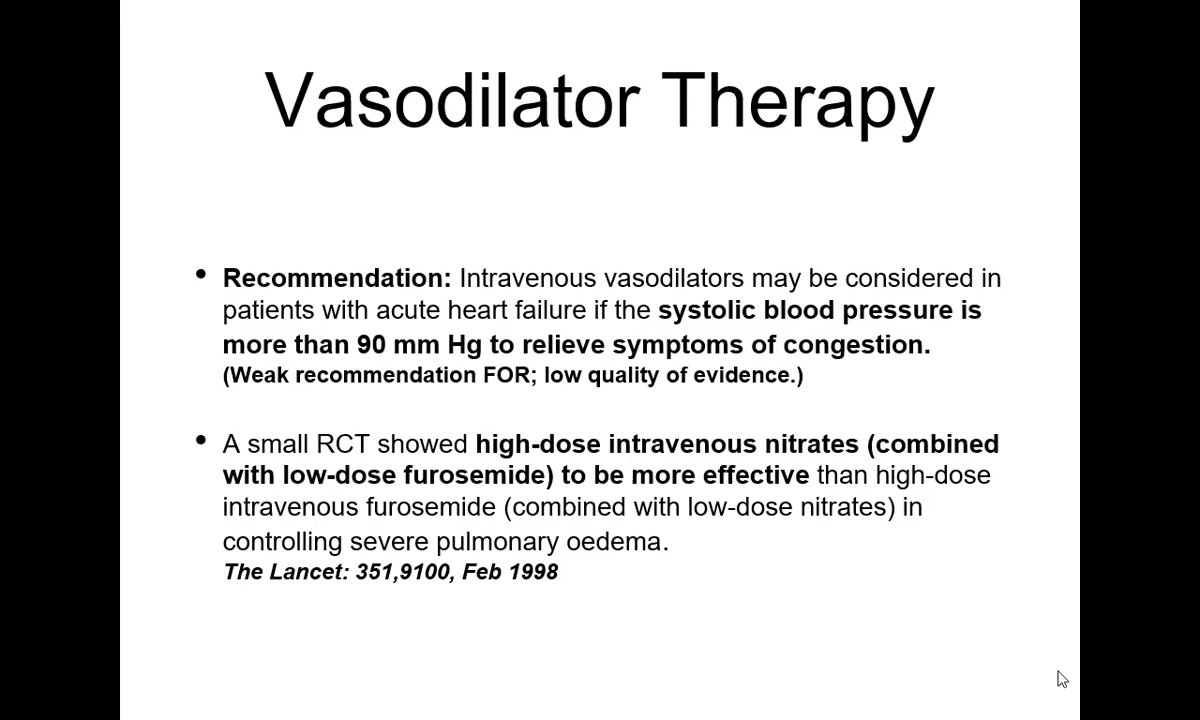 Vasodilator Therapy
• Recommendation: Intravenous vasodilators may be considered in
patients with acute heart failure if the systolic blood pressure is
more than 90 mm Hg to relieve symptoms of congestion.
(Weak recommendation FOR; low quality of evidence.)
• A small RCT showed high-dose intravenous nitrates (combined
with low-dose furosemide) to be more effective than high-dose
intravenous furosemide (combined with low-dose nitrates) in
controlling severe pulmonary oedema.
The Lancet: 351,9100, Feb 1998